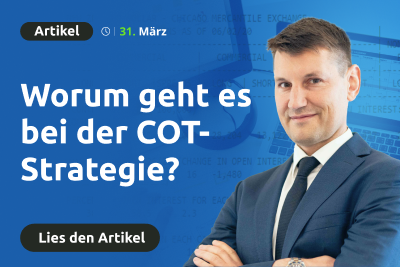 Artikel
31. März
Worum geht es
bei der COT-
Strategie?
Lies den Artikel